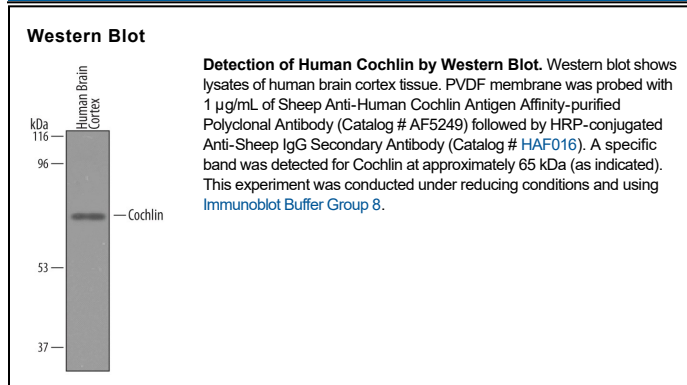 Western Blot
Human Brain
Cortex
kDa
116
96
53
37
Cochlin
Detection of Human Cochlin by Western Blot. Western blot shows
lysates of human brain cortex tissue. PVDF membrane was probed with
1 µg/mL of Sheep Anti-Human Cochlin Antigen Affinity-purified
Polyclonal Antibody (Catalog # AF5249) followed by HRP-conjugated
Anti-Sheep IgG Secondary Antibody (Catalog # HAF016). A specific
band was detected for Cochlin at approximately 65 kDa (as indicated).
This experiment was conducted under reducing conditions and using
Immunoblot Buffer Group 8.